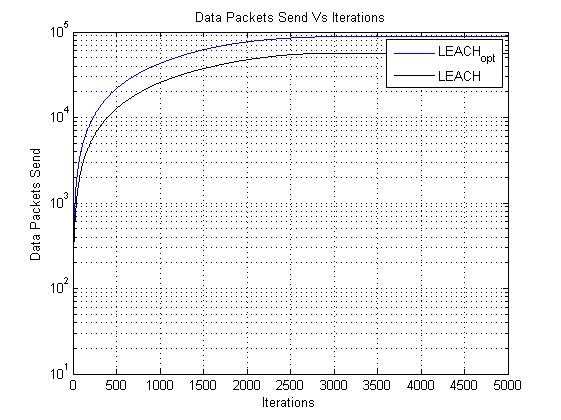 Data Packets Send Vs Iterations
10^5
10^4
10^3
10^2
10^1
Data Packets Send
LEACH_opt
LEACH
0 500 1000 1500 2000 2500 3000 3500 4000 4500 5000
Iterations